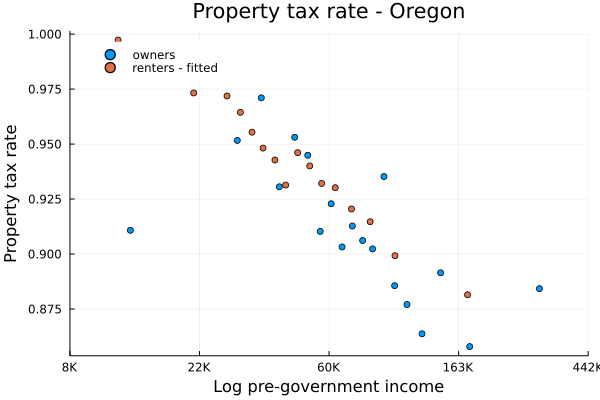 Property tax rate - Oregon
1.000
0.975
0.950
0.925
0.900
0.875
Property tax rate
owners
renters - fitted
8K 22K 60K 163K 442K
Log pre-government income